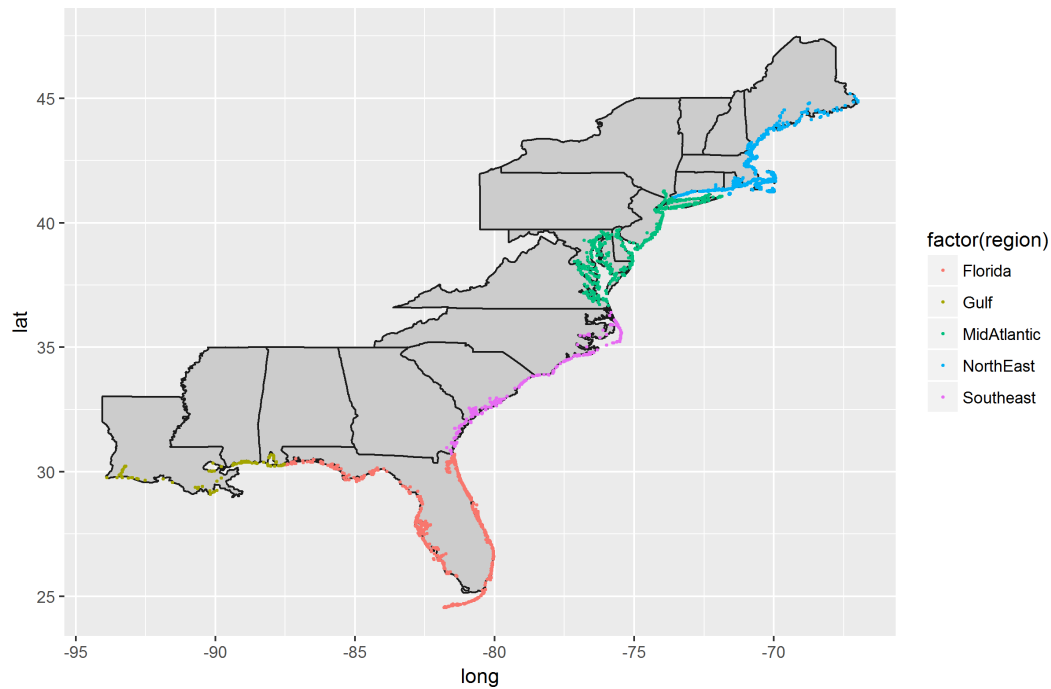 45
40
35
30
25
lat
-95
-90
-85
-80
-75
-70
long
factor(region)
Florida
Gulf
MidAtlantic
NorthEast
Southeast